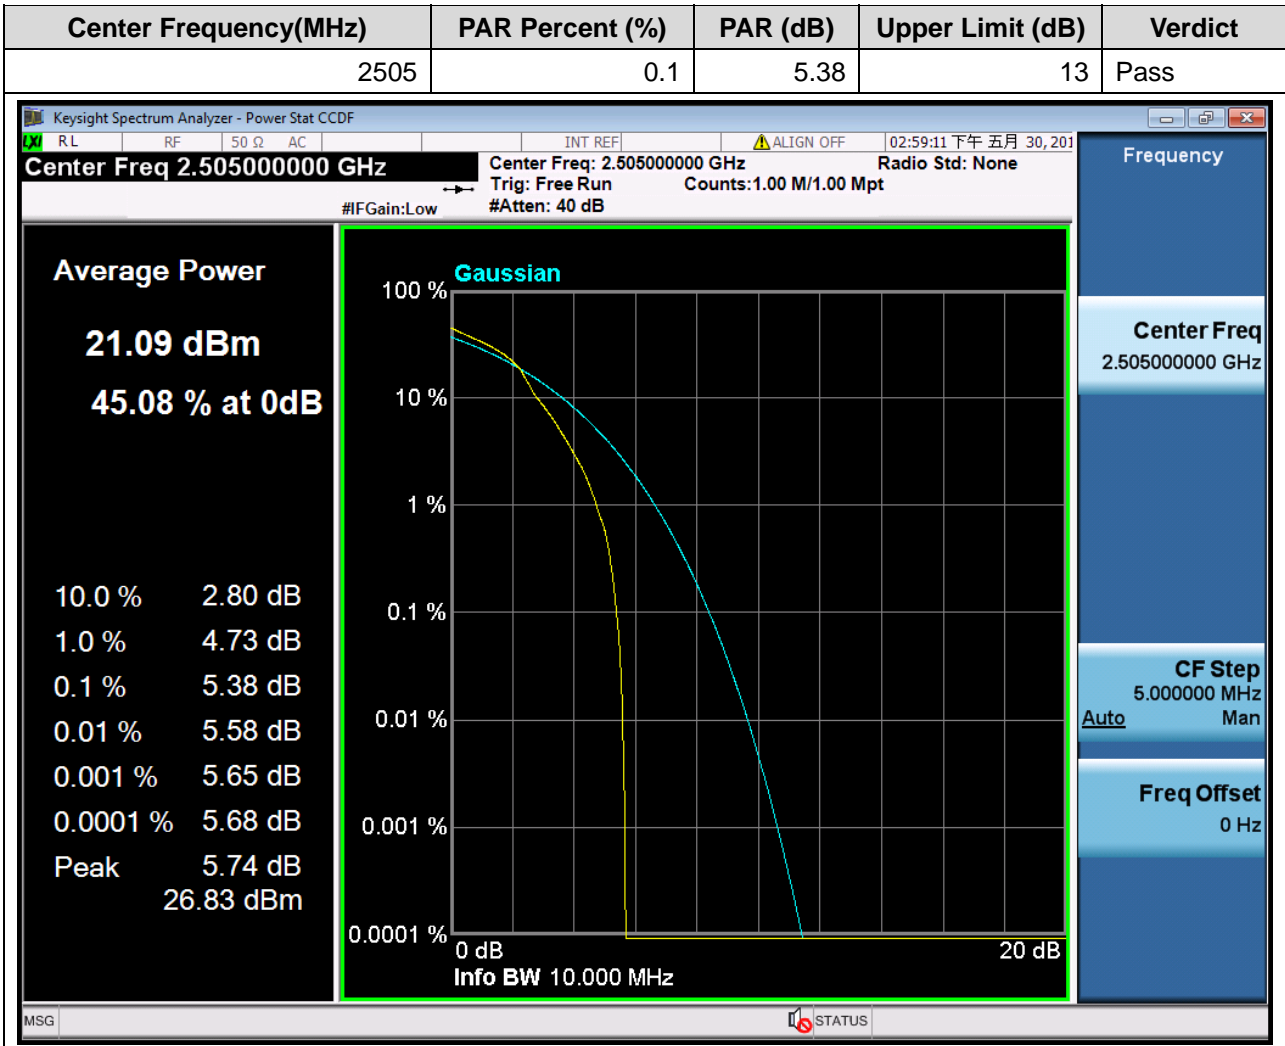 Center Frequency(MHz) PAR Percent (%) PAR (dB) Upper Limit (dB) Verdict
2505 0.1 5.38 13 Pass
Keysight Spectrum Analyzer - Power Stat CCDF
LXI RL RF 50 Ω AC INT REF ALIGN OFF 02:59:11 下午 五月 30, 201
Center Freq 2.505000000 GHz
Center Freq: 2.505000000 GHz Radio Std: None
Trig: Free Run Counts:1.00 M/1.00 Mpt
#IFGain:Low #Atten: 40 dB
Frequency
Average Power
21.09 dBm
45.08 % at 0dB
10.0 % 2.80 dB
1.0 % 4.73 dB
0.1 % 5.38 dB
0.01 % 5.58 dB
0.001 % 5.65 dB
0.0001 % 5.68 dB
Peak 5.74 dB
26.83 dBm
Gaussian
100 %
10 %
1 %
0.1 %
0.01 %
0.001 %
0.0001 %
0 dB 20 dB
Info BW 10.000 MHz
Center Freq
2.505000000 GHz
CF Step
5.000000 MHz
Auto Man
Freq Offset
0 Hz
MSG STATUS